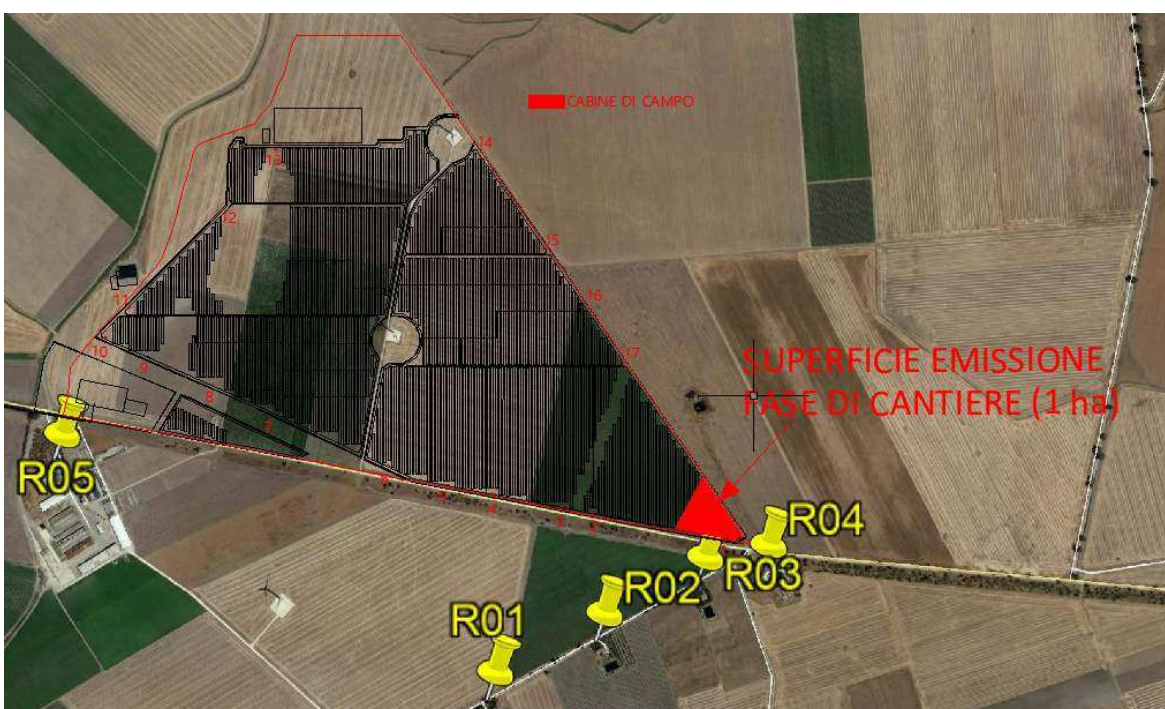 CABINE DI CAMPO
14
13
12
15
16
11
17
10
9
SUPERFICIE EMISSIONE
FASE DI CANTIERE (1 ha)
8
7
R05
R04
R03
R02
R01